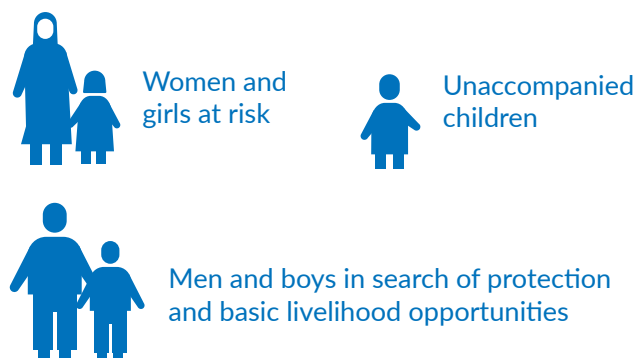 Women and
girls at risk
Unaccompanied
children
Men and boys in search of protection
and basic livelihood opportunities